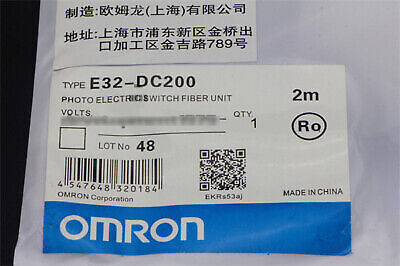 制造:欧姆龙(上海)有限公司
地址:上海市浦东新区金桥出
口加工区金吉路789号
TYPE E32-DC200
PHOTO ELECTRIC SWITCH FIBER UNIT 2m
VOLTS.
QTY. 1
Ro
LOT No 48
4 547648 320184
EKRs53aj
MADE IN CHINA
OMRON Corporation
OMRON